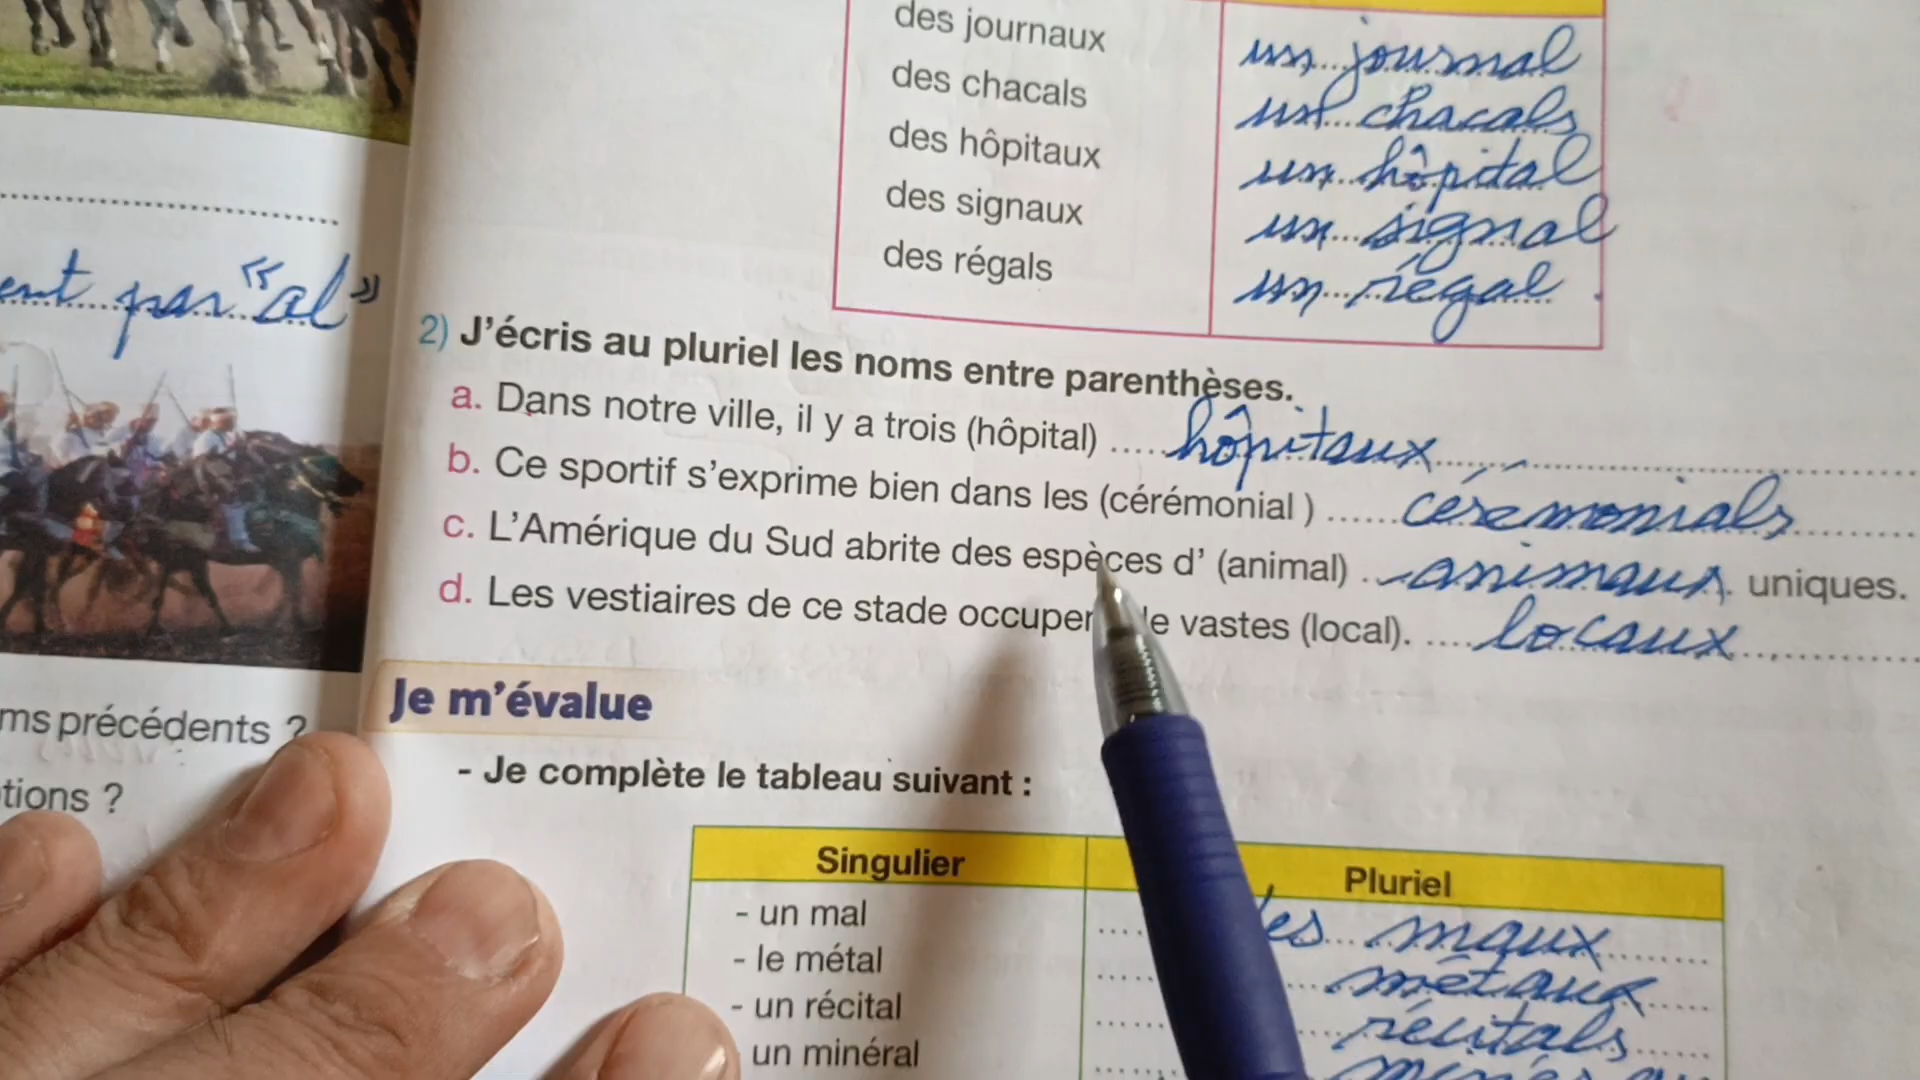 des journaux un journal
des chacals un chacals
des hôpitaux un hôpital
des signaux un signal
des régals un régal
ent par "al"
2) J'écris au pluriel les noms entre parenthèses.
a. Dans notre ville, il y a trois (hôpital) .... hôpitaux
b. Ce sportif s'exprime bien dans les (cérémonial ) ...... cérémonials
c. L'Amérique du Sud abrite des espèces d' (animal) .. animaux uniques.
d. Les vestiaires de ce stade occupen vastes (local). .... locaux
ms précédents ?
tions ?
Je m'évalue
- Je complète le tableau suivant :
Singulier Pluriel
- un mal des maux
- le métal métaux
- un récital récitals
un minéral